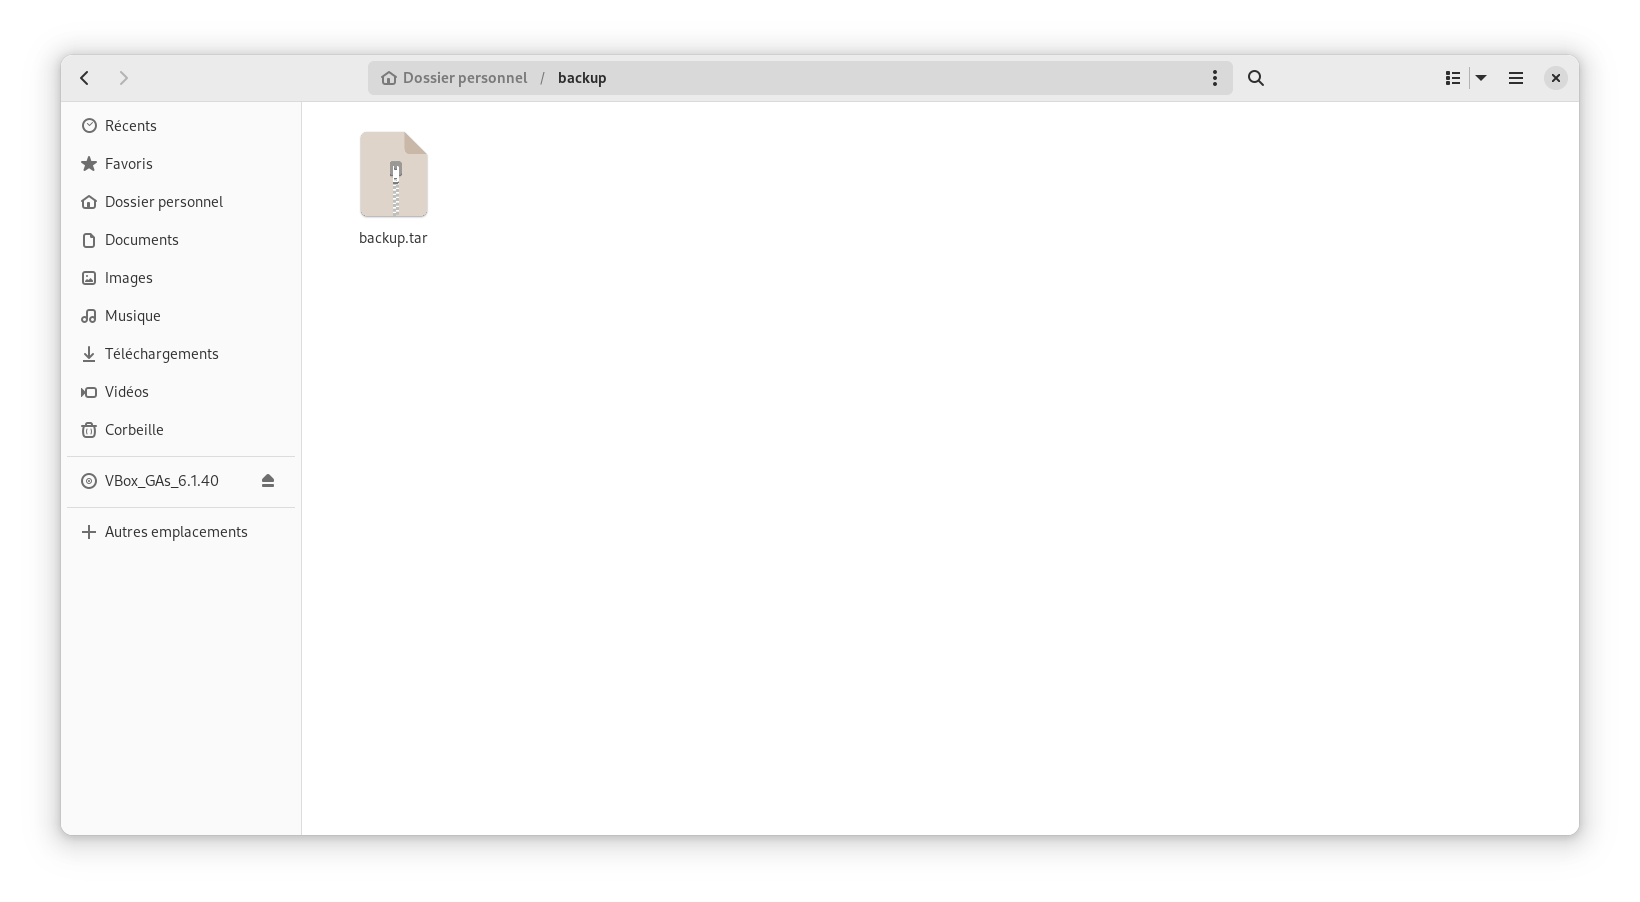 Dossier personnel / backup
Récents
Favoris
Dossier personnel
Documents
Images
Musique
Téléchargements
Vidéos
Corbeille
VBox_GAs_6.1.40
Autres emplacements
backup.tar